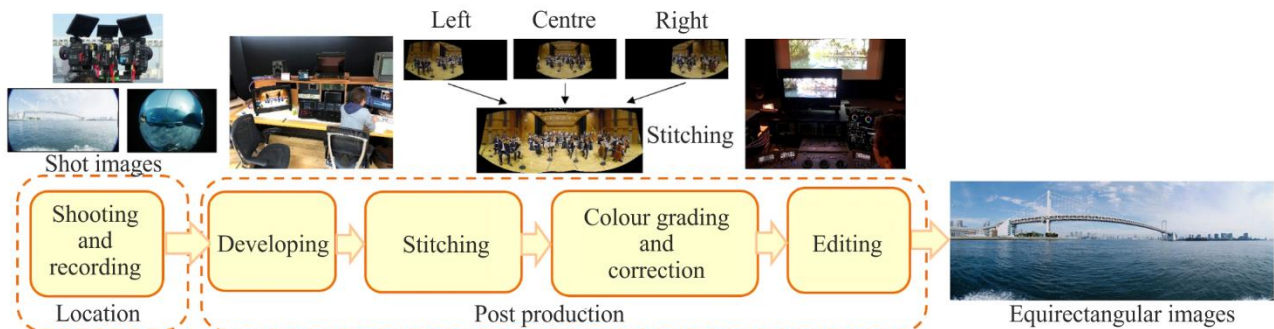 Left
Centre
Right
Stitching
Shot images
Shooting
and
recording
Developing
Stitching
Colour grading
and
correction
Editing
Location
Post production
Equirectangular images